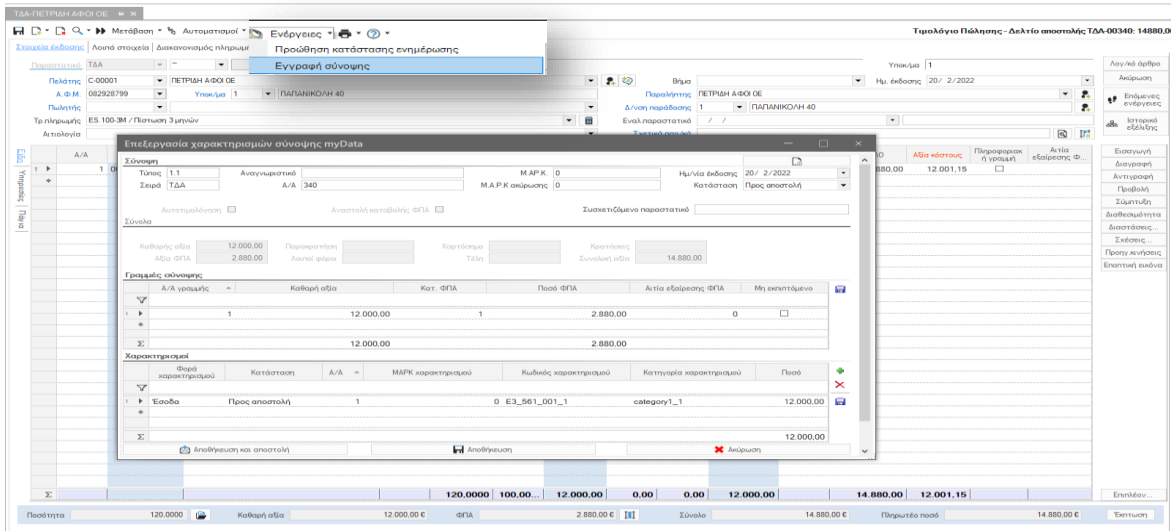 ΤΔΑ-ΠΕΤΡΙΔΗ ΑΦΟΙ ΟΕ
Μετάβαση Αυτοματισμοί Ενέργειες
Προώθηση κατάστασης ενημέρωσης
Εγγραφή σύνοψης
Τιμολόγιο Πώλησης - Δελτίο αποστολής ΤΔΑ-00340: 14880,0
Στοιχεία έκδοσης Λοιπά στοιχεία Διακανονισμός πληρωμ
Παραστατικό ΤΔΑ Υποκ/μα 1
Πελάτης C-00001 ΠΕΤΡΙΔΗ ΑΦΟΙ ΟΕ Βήμα Ημ. έκδοσης 20/ 2/2022
Α.Φ.Μ. 082928799 Υποκ/μα 1 ΠΑΠΑΝΙΚΟΛΗ 40 Παραλήπτης ΠΕΤΡΙΔΗ ΑΦΟΙ ΟΕ
Πωλητής Δ/νση παράδοσης 1 ΠΑΠΑΝΙΚΟΛΗ 40
Τρ.πληρωμής ES.100-3M / Πίστωση 3 μηνών Εναλ.παραστατικό / /
Αιτιολογία
Λογ/κό άρθρο
Ακύρωση
Επόμενες ενέργειες
Ιστορικό εξέλιξης
Είδη Υπηρεσίες Πάγια
Α/Α Αξία κόστους Πληροφοριακ ή γραμμή Αιτία εξαίρεσης Φ...
1 880,00 12.001,15
Εισαγωγή
Διαγραφή
Αντιγραφή
Προβολή
Σύμπτυξη
Διαθεσιμότητα
Διαστάσεις...
Σχέσεις...
Προηγ.κινήσεις
Εποπτική εικόνα
Επεξεργασία χαρακτηρισμών σύνοψης myData
Σύνοψη
Τύπος 1.1 Αναγνωριστικό Μ.ΑΡ.Κ. 0 Ημ/νία έκδοσης 20/ 2/2022
Σειρά ΤΔΑ Α/Α 340 Μ.Α.Ρ.Κ ακύρωσης 0 Κατάσταση Προς αποστολή
Αυτοτιμολόγηση Αναστολή καταβολής ΦΠΑ Συσχετιζόμενο παραστατικό
Σύνολα
Καθαρής αξία 12.000,00 Παρακρατήση Χαρτόσημο Κρατήσεις
Αξία ΦΠΑ 2.880,00 Λοιποί φόροι Τέλη Συνολική αξία 14.880,00
Γραμμές σύνοψης
Α/Α γραμμής Καθαρή αξία Κατ. ΦΠΑ Ποσό ΦΠΑ Αιτία εξαίρεσης ΦΠΑ Μη εκπιπτόμενο
1 12.000,00 1 2.880,00 0
Σ 12.000,00 2.880,00
Χαρακτηρισμοί
Φορά χαρακτηρισμού Κατάσταση Α/Α ΜΑΡΚ χαρακτηρισμού Κωδικός χαρακτηρισμού Κατηγορία χαρακτηρισμού Ποσό
Έσοδα Προς αποστολή 1 0 E3_561_001_1 category1_1 12.000,00
Σ 12.000,00
Αποθήκευση και αποστολή Αποθήκευση Ακύρωση
Σ 120,0000 100,00... 12.000,00 0,00 0,00 12.000,00 14.880,00 12.001,15 Επιπλέον...
Ποσότητα 120,0000 Καθαρή αξία 12.000,00 € ΦΠΑ 2.880,00 € Σύνολο 14.880,00 € Πληρωτέο ποσό 14.880,00 € Έκπτωση